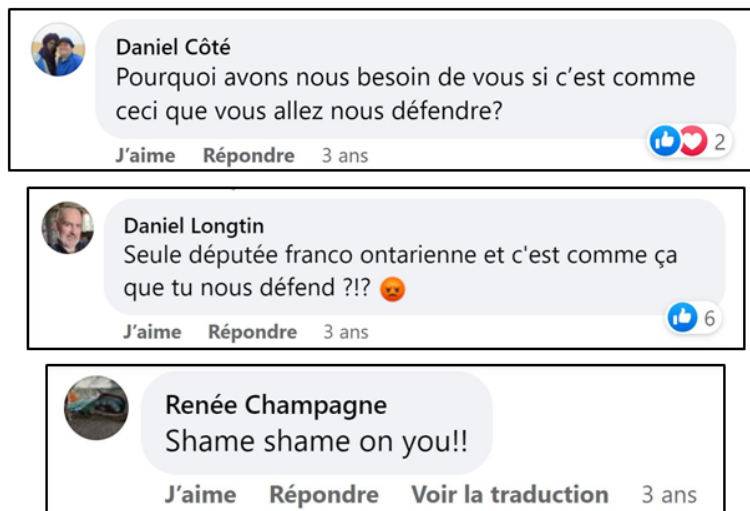 Daniel Côté
Pourquoi avons nous besoin de vous si c’est comme
ceci que vous allez nous défendre?
2
J’aime Répondre 3 ans
Daniel Longtin
Seule députée franco ontarienne et c'est comme ça
que tu nous défend ?!? 😡
6
J’aime Répondre 3 ans
Renée Champagne
Shame shame on you!!
J’aime Répondre Voir la traduction 3 ans